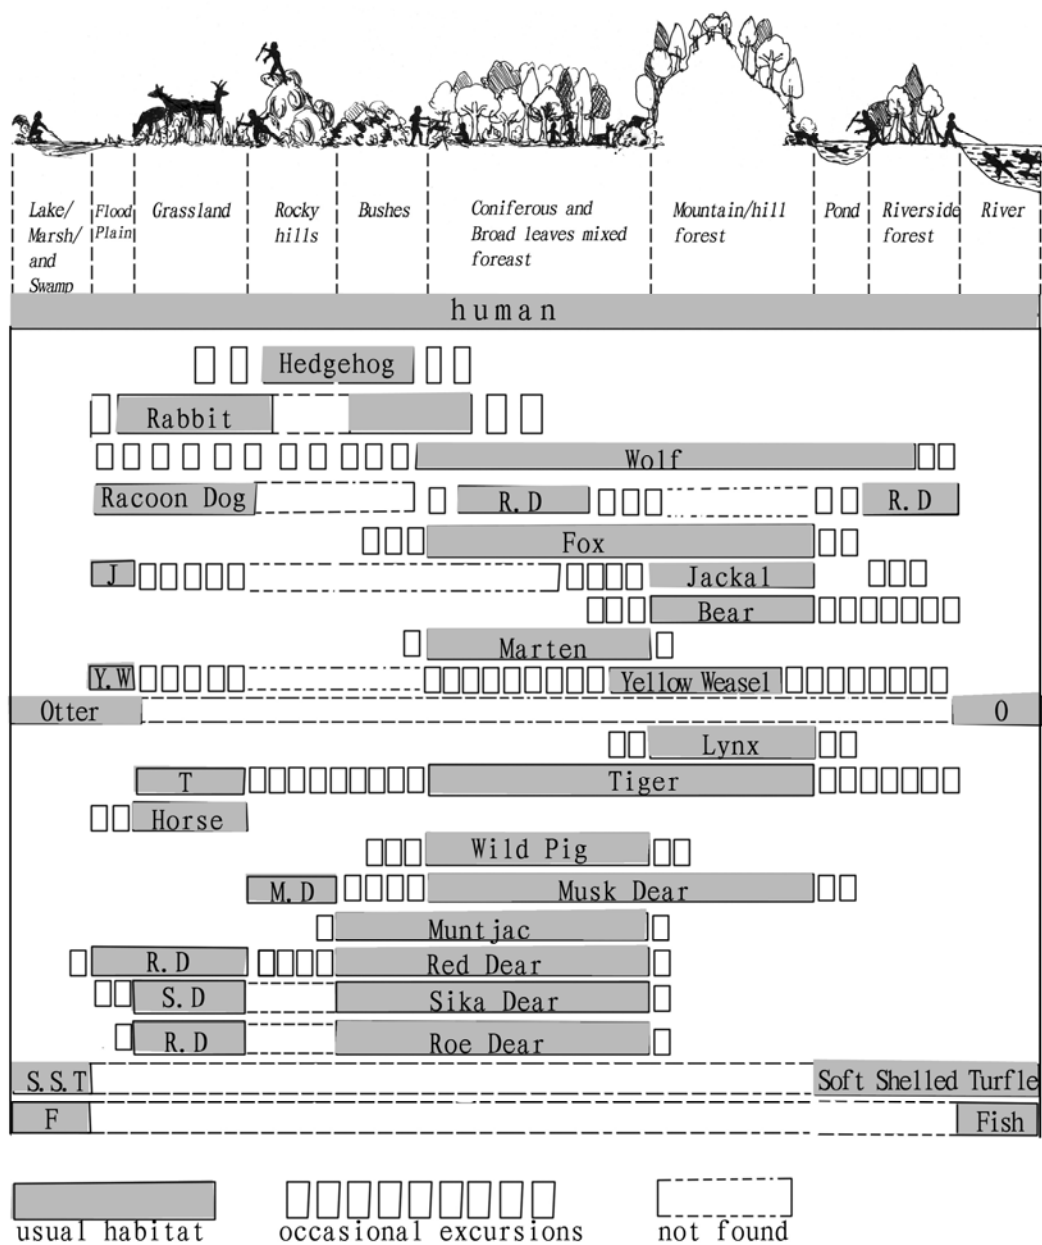 Lake/
Marsh/
and
Swamp
Flood
Plain
Grassland
Rocky
hills
Bushes
Coniferous and
Broad leaves mixed
foreast
Mountain/hill
forest
Pond
Riverside
forest
River
human
Hedgehog
Rabbit
Wolf
Racoon Dog
R.D
R.D
Fox
J
Jackal
Bear
Marten
Y.W
Yellow Weasel
Otter
O
Lynx
T
Tiger
Horse
Wild Pig
M.D
Musk Dear
Muntjac
R.D
Red Dear
S.D
Sika Dear
R.D
Roe Dear
S.S.T
Soft Shelled Turfle
F
Fish
usual habitat
occasional excursions
not found